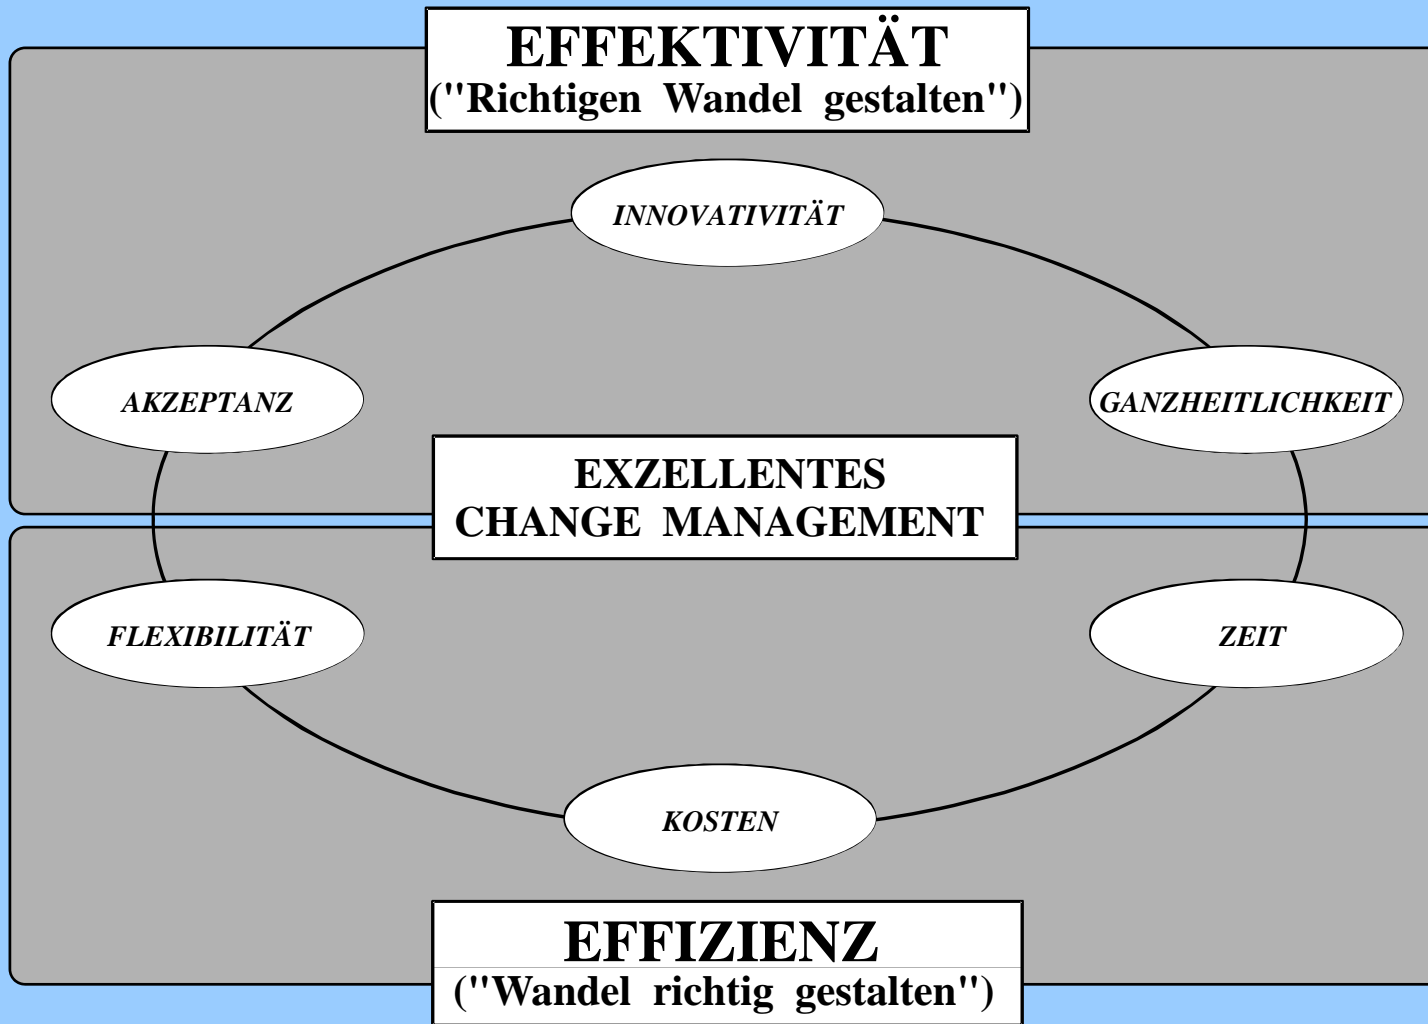 EFFEKTIVITÄT
("Richtigen Wandel gestalten")
INNOVATIVITÄT
AKZEPTANZ
GANZHEITLICHKEIT
EXZELLENTES
CHANGE MANAGEMENT
FLEXIBILITÄT
ZEIT
KOSTEN
EFFIZIENZ
("Wandel richtig gestalten")